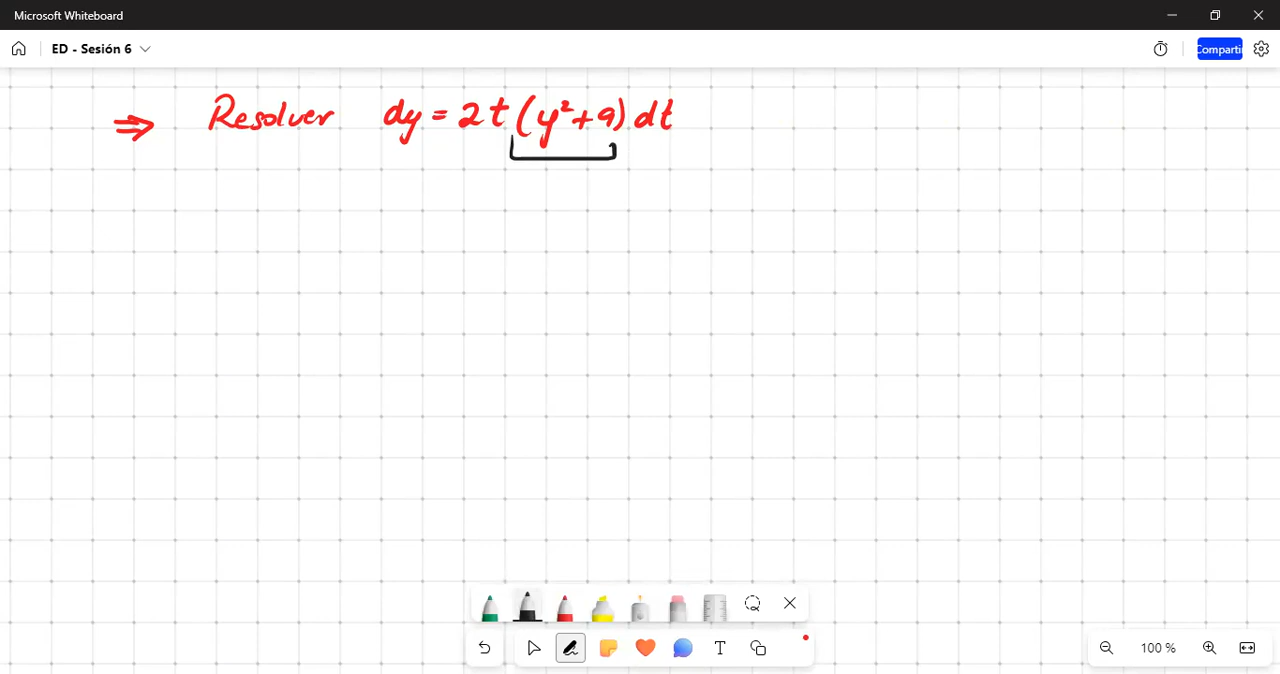 Microsoft Whiteboard
ED - Sesión 6
Compartir
⇒ Resolver dy = 2t(y²+9)dt
100 %